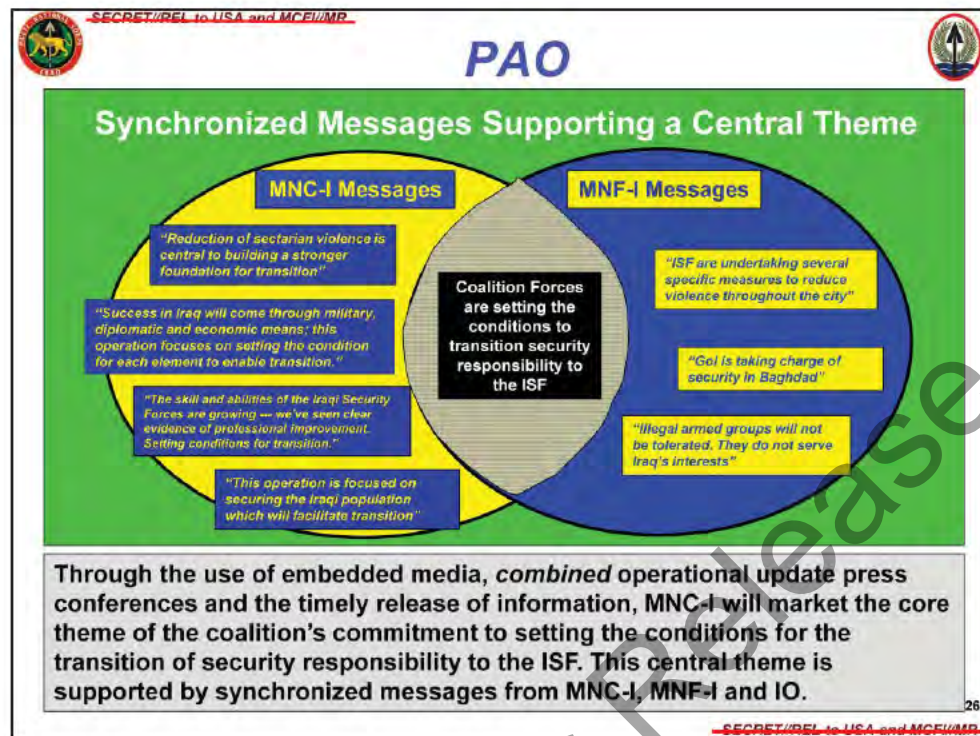 SECRET//REL to USA and MCFI//MR
PAO
Synchronized Messages Supporting a Central Theme
MNC-I Messages
"Reduction of sectarian violence is
central to building a stronger
foundation for transition"
"Success in Iraq will come through military,
diplomatic and economic means; this
operation focuses on setting the condition
for each element to enable transition."
"The skill and abilities of the Iraqi Security
Forces are growing --- we've seen clear
evidence of professional improvement.
Setting conditions for transition."
"This operation is focused on
securing the Iraqi population
which will facilitate transition"
Coalition Forces
are setting the
conditions to
transition security
responsibility to
the ISF
MNF-I Messages
"ISF are undertaking several
specific measures to reduce
violence throughout the city"
"GoI is taking charge of
security in Baghdad"
"Illegal armed groups will not
be tolerated. They do not serve
Iraq's interests"
Through the use of embedded media, combined operational update press
conferences and the timely release of information, MNC-I will market the core
theme of the coalition's commitment to setting the conditions for the
transition of security responsibility to the ISF. This central theme is
supported by synchronized messages from MNC-I, MNF-I and IO.
26
SECRET//REL to USA and MCFI//MR
Release